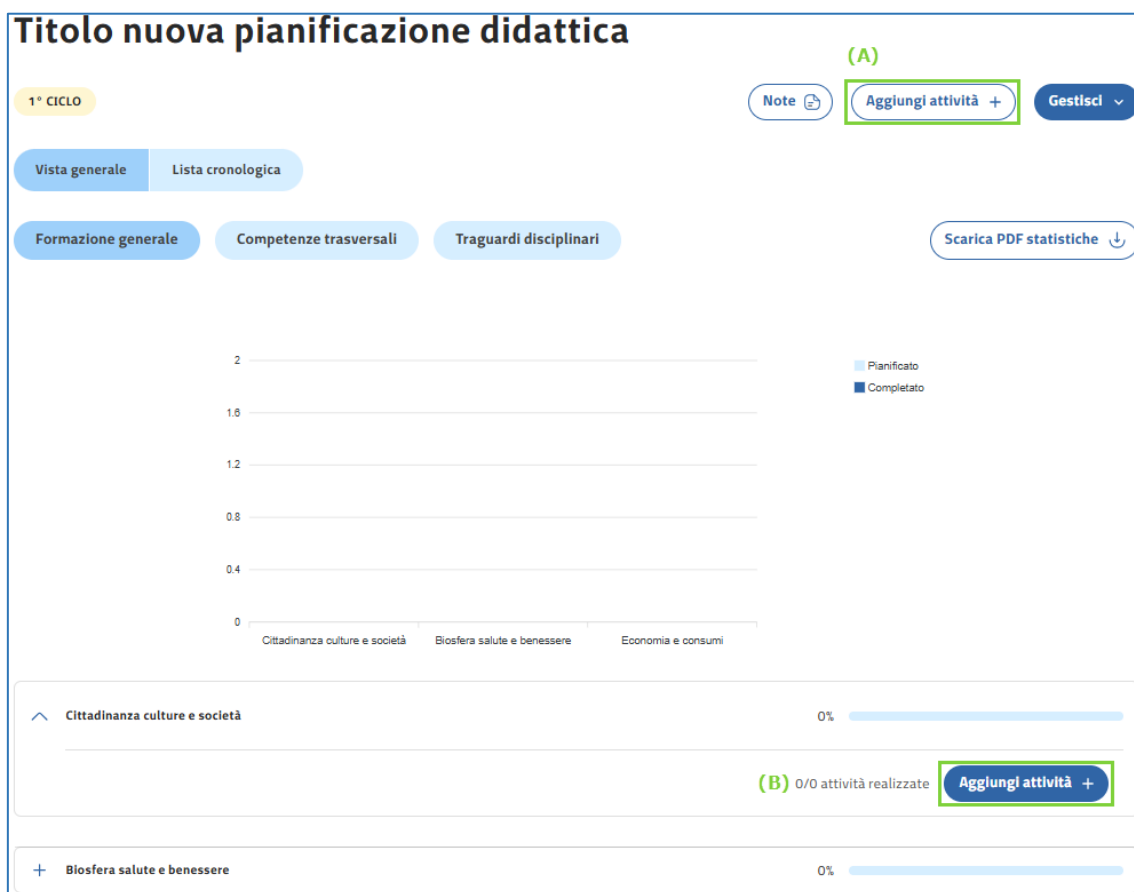 Titolo nuova pianificazione didattica
(A)
1° CICLO
Note
Aggiungi attività +
Gestisci
Vista generale
Lista cronologica
Formazione generale
Competenze trasversali
Traguardi disciplinari
Scarica PDF statistiche
2
1.6
1.2
0.8
0.4
0
Cittadinanza culture e società
Biosfera salute e benessere
Economia e consumi
Pianificato
Completato
Cittadinanza culture e società
0%
(B) 0/0 attività realizzate
Aggiungi attività +
+ Biosfera salute e benessere
0%